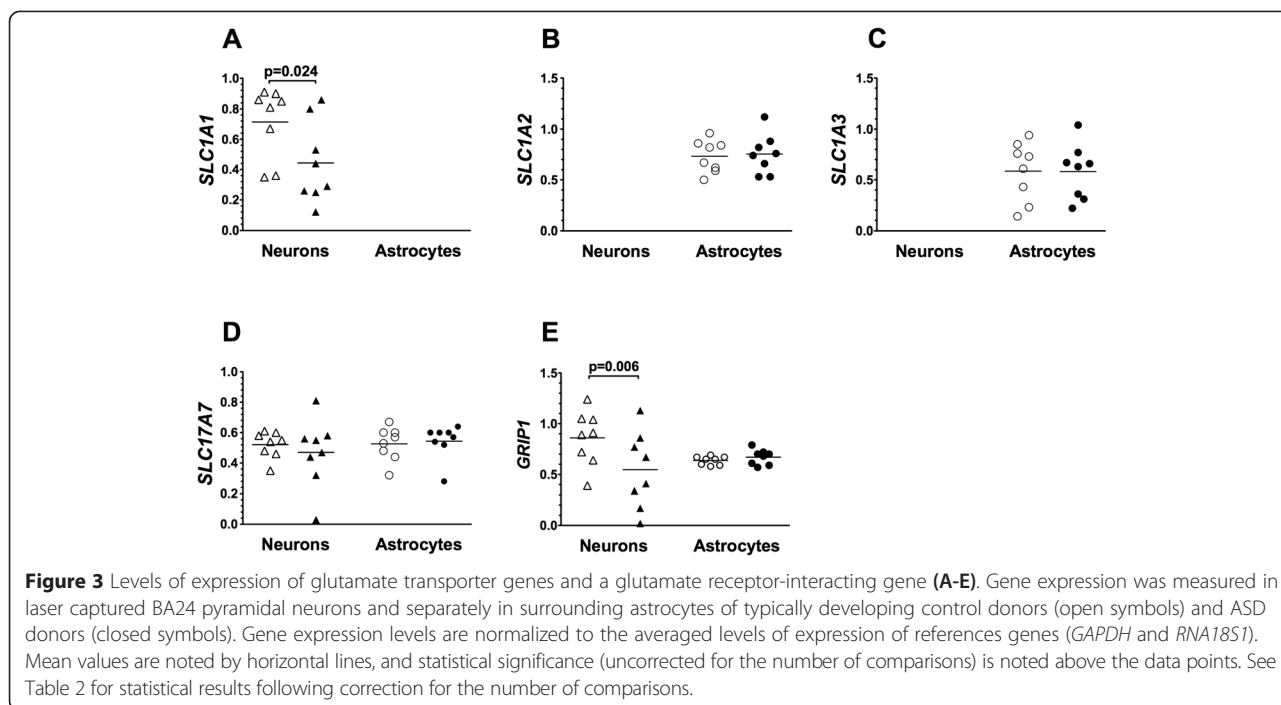 A
p=0.024
SLC1A1
1.0
0.8
0.6
0.4
0.2
0.0
Neurons Astrocytes
B
SLC1A2
1.5
1.0
0.5
0.0
Neurons Astrocytes
C
SLC1A3
1.5
1.0
0.5
0.0
Neurons Astrocytes
D
SLC17A7
1.0
0.8
0.6
0.4
0.2
0.0
Neurons Astrocytes
E
p=0.006
GRIP1
1.5
1.0
0.5
0.0
Neurons Astrocytes
Figure 3 Levels of expression of glutamate transporter genes and a glutamate receptor-interacting gene (A-E). Gene expression was measured in
laser captured BA24 pyramidal neurons and separately in surrounding astrocytes of typically developing control donors (open symbols) and ASD
donors (closed symbols). Gene expression levels are normalized to the averaged levels of expression of references genes (GAPDH and RNA18S1).
Mean values are noted by horizontal lines, and statistical significance (uncorrected for the number of comparisons) is noted above the data points. See
Table 2 for statistical results following correction for the number of comparisons.